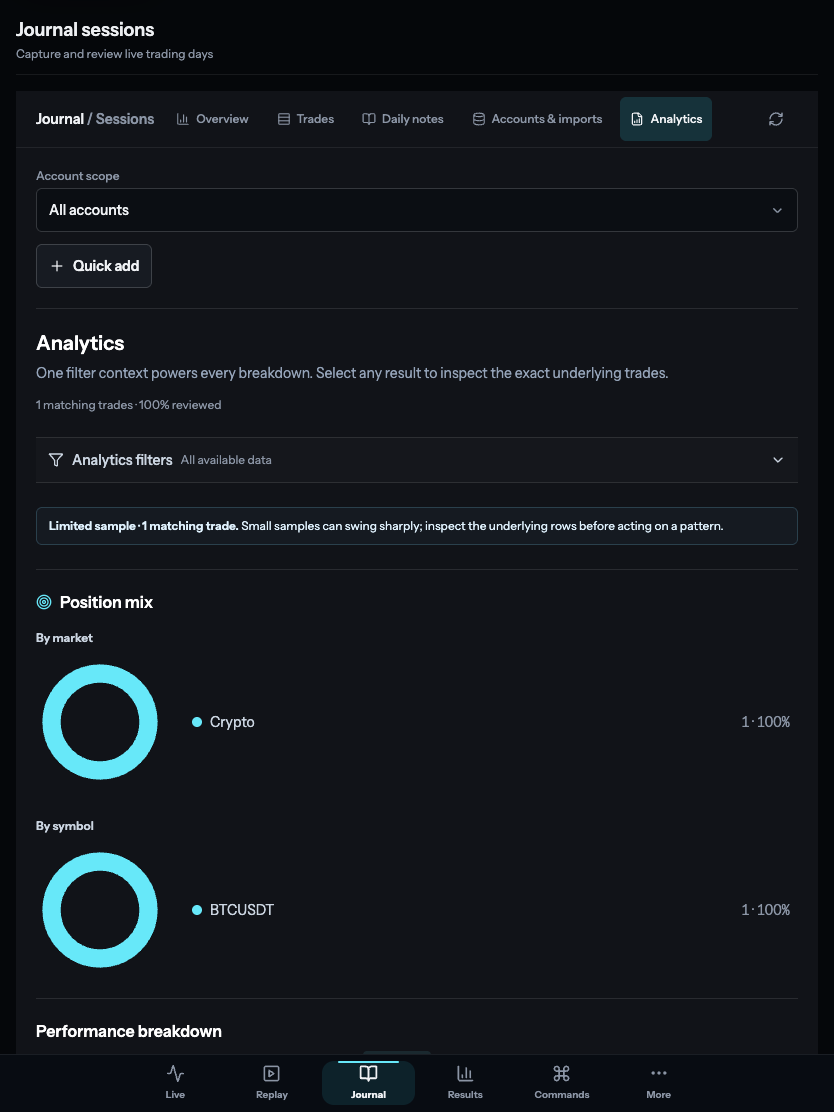 Journal sessions
Capture and review live trading days
Journal / Sessions Overview Trades Daily notes Accounts & imports Analytics
Account scope
All accounts
+ Quick add
Analytics
One filter context powers every breakdown. Select any result to inspect the exact underlying trades.
1 matching trades · 100% reviewed
Analytics filters All available data
Limited sample · 1 matching trade. Small samples can swing sharply; inspect the underlying rows before acting on a pattern.
Position mix
By market
Crypto 1 · 100%
By symbol
BTCUSDT 1 · 100%
Performance breakdown
Live Replay Journal Results Commands More